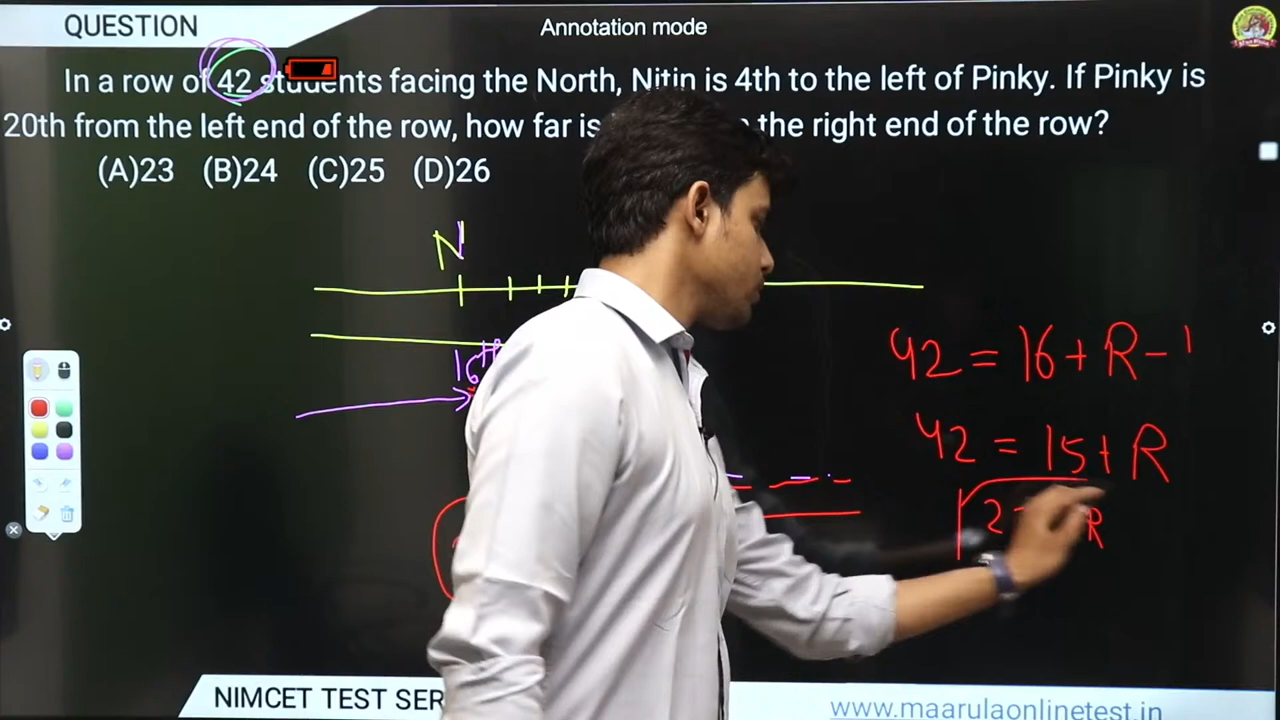 QUESTION
Annotation mode
In a row of 42 students facing the North, Nitin is 4th to the left of Pinky. If Pinky is
20th from the left end of the row, how far is the right end of the row?
(A)23 (B)24 (C)25 (D)26
N
16th
42 = 16 + R - 1
42 = 15 + R
2 R
NIMCET TEST SER
www.maarulaonlinetest.in